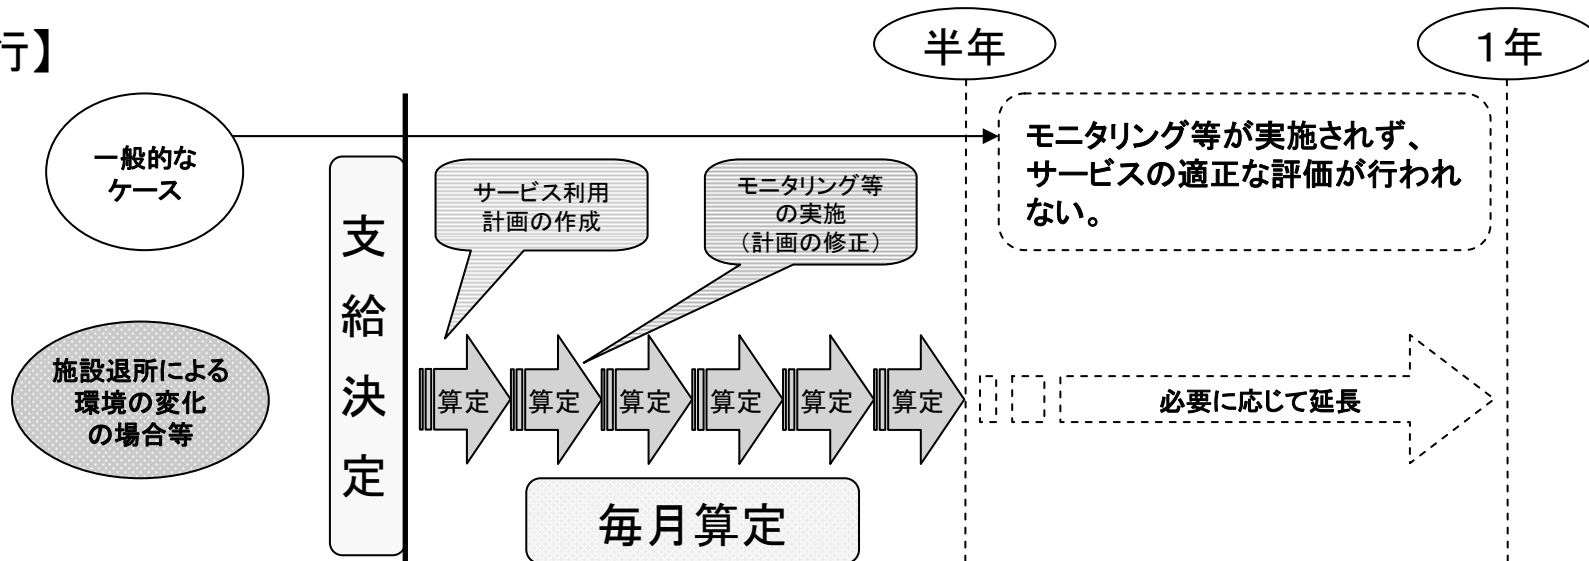 行】
半年
1年
一般的な
ケース
モニタリング等が実施されず、
サービスの適正な評価が行われ
ない。
支給決定
サービス利用
計画の作成
モニタリング等
の実施
(計画の修正)
施設退所による
環境の変化
の場合等
算定
算定
算定
算定
算定
算定
必要に応じて延長
毎月算定